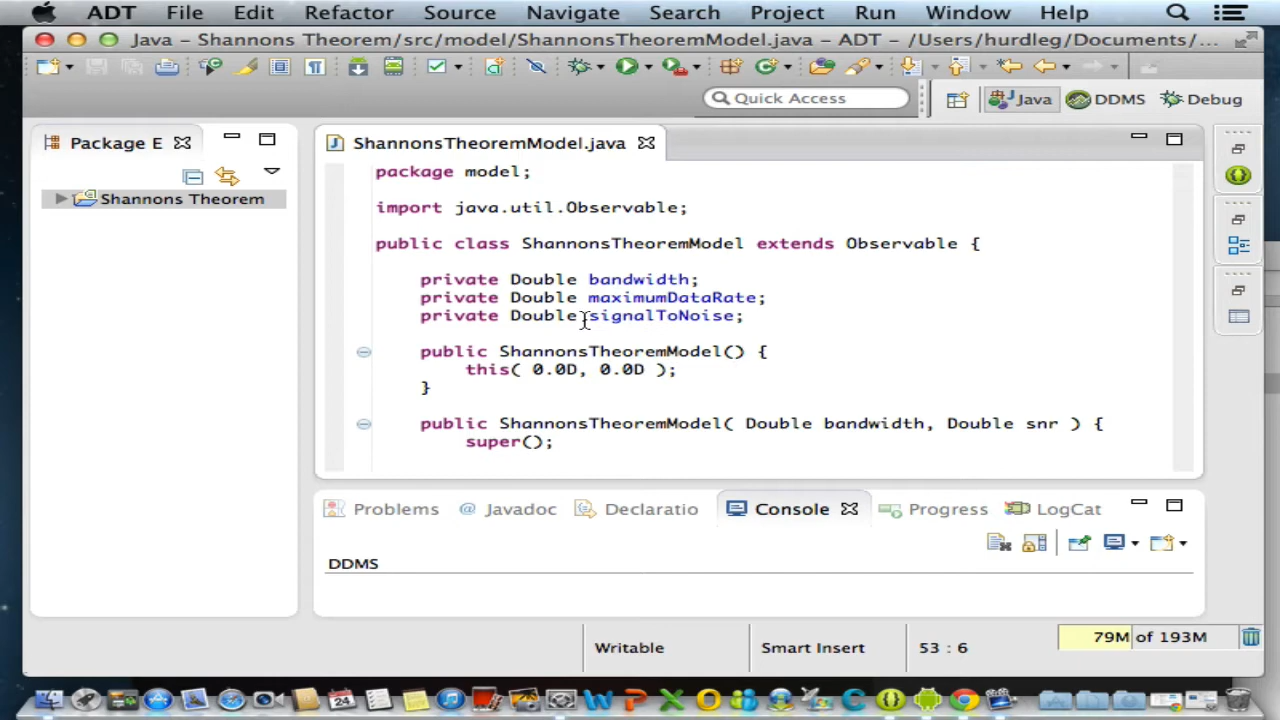 ADT File Edit Refactor Source Navigate Search Project Run Window Help
Java – Shannons Theorem/src/model/ShannonsTheoremModel.java – ADT – /Users/hurdleg/Documents/...
Quick Access Java DDMS Debug
Package E ShannonsTheoremModel.java
Shannons Theorem
package model;
import java.util.Observable;
public class ShannonsTheoremModel extends Observable {
private Double bandwidth;
private Double maximumDataRate;
private Double signalToNoise;
public ShannonsTheoremModel() {
this( 0.0D, 0.0D );
}
public ShannonsTheoremModel( Double bandwidth, Double snr ) {
super();
Problems @ Javadoc Declaratio Console Progress LogCat
DDMS
Writable Smart Insert 53 : 6 79M of 193M